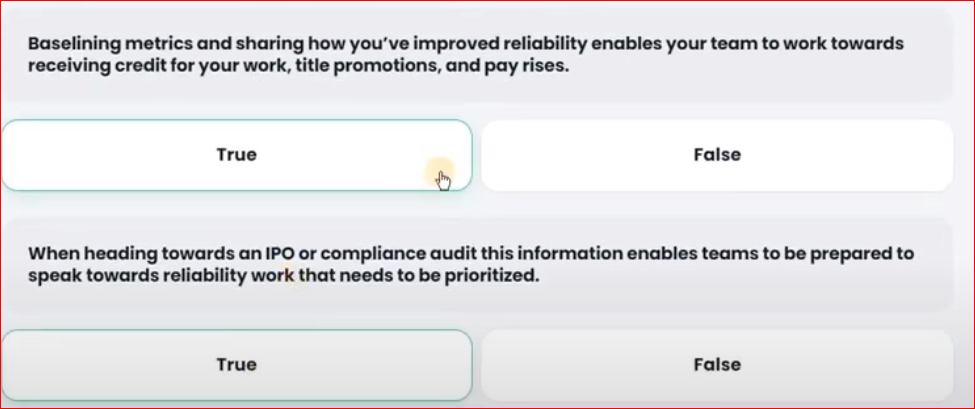 Baselining metrics and sharing how you've improved reliability enables your team to work towards
receiving credit for your work, title promotions, and pay rises.
True
False
When heading towards an IPO or compliance audit this information enables teams to be prepared to
speak towards reliability work that needs to be prioritized.
True
False